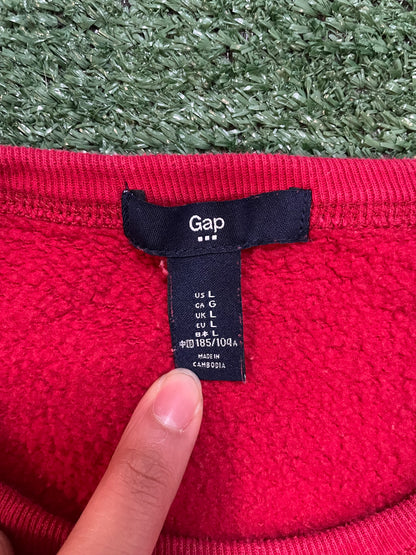 Gap
US L
CA G
UK L
EU L
日本 L
中国 185/104A
MADE IN
CAMBODIA